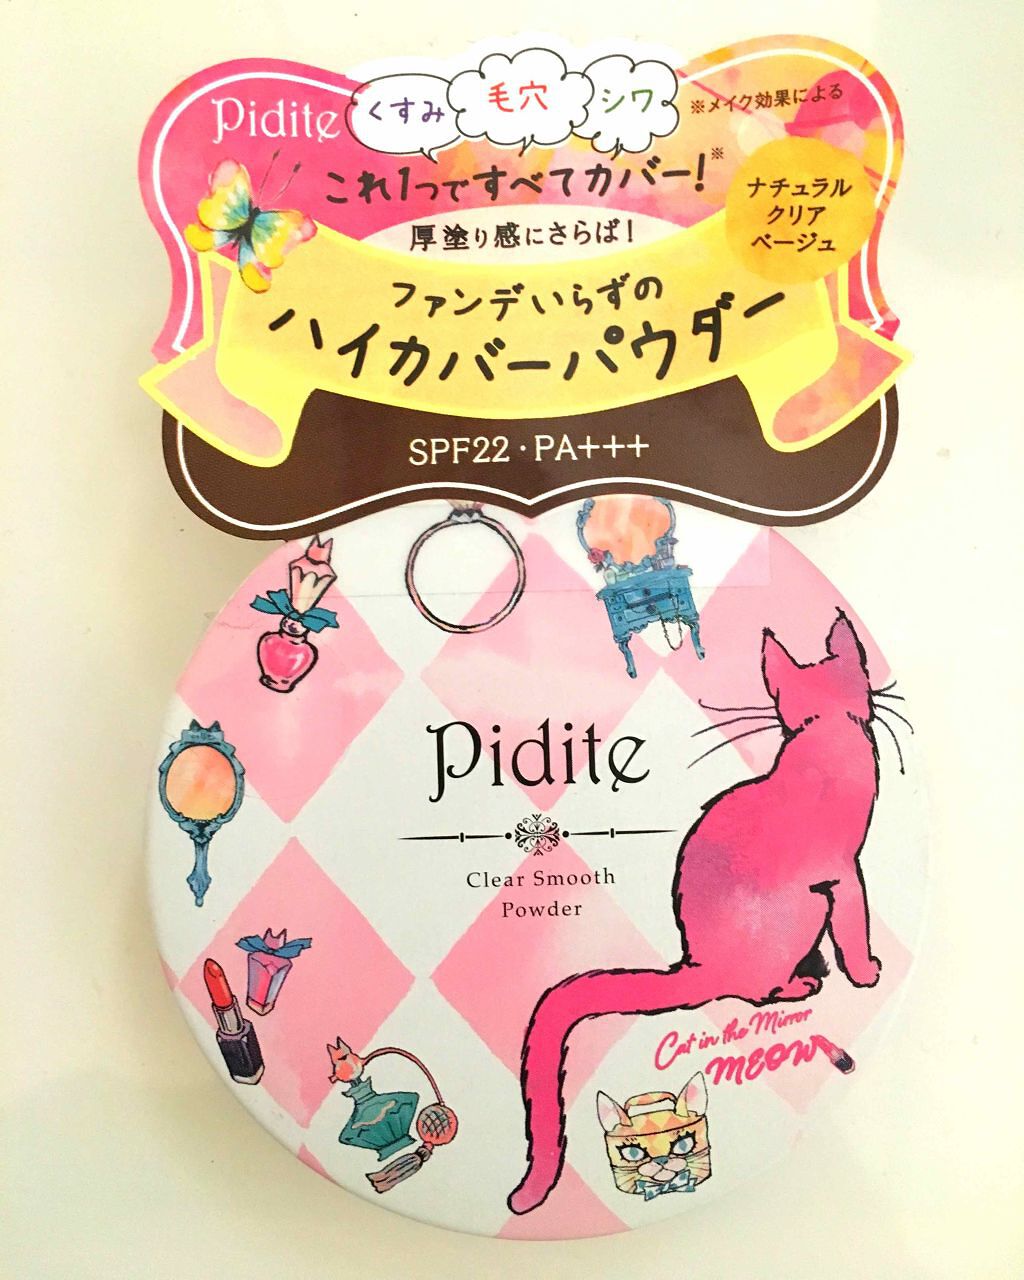 Pidite
くすみ
毛穴
シワ
※メイク効果による
これ1つですべてカバー!※
厚塗り感にさらば!
ナチュラル
クリア
ベージュ
ファンデいらずの
ハイカバーパウダー
SPF22・PA+++
Pidite
Clear Smooth
Powder
Cat in the Mirror
MEOW